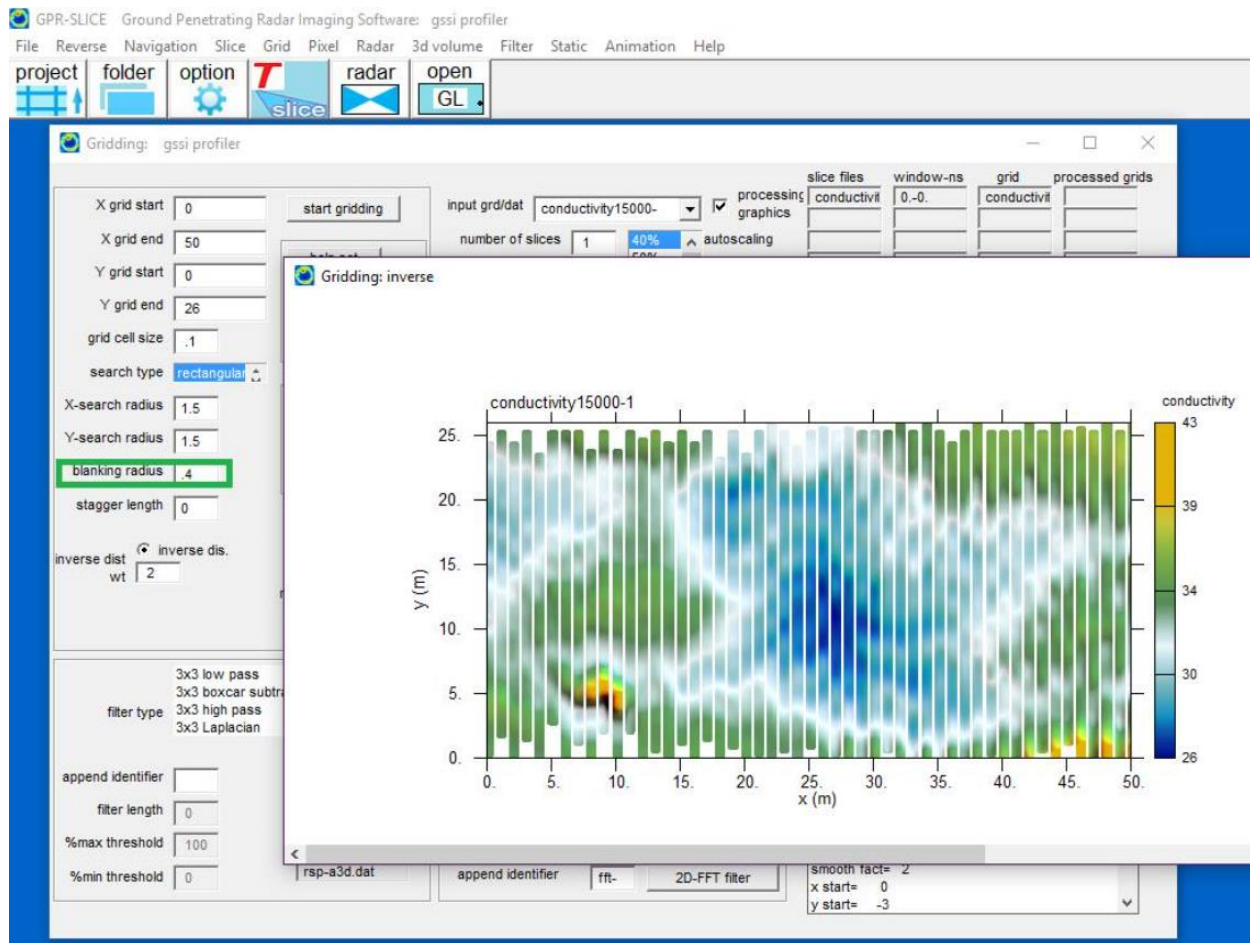 GPR-SLICE Ground Penetrating Radar Imaging Software: gssi profiler
File Reverse Navigation Slice Grid Pixel Radar 3d volume Filter Static Animation Help
project folder option T slice radar open GL
Gridding: gssi profiler
slice files window-ns grid processed grids
X grid start 0 start gridding input grd/dat conductivity15000- processing graphics conductivit 0.-0. conductivit
X grid end 50 number of slices 1 40% autoscaling
Y grid start 0
Y grid end 26
grid cell size .1
search type rectangular
X-search radius 1.5
Y-search radius 1.5
blanking radius .4
stagger length 0
inverse dist wt 2 inverse dis.
Gridding: inverse
conductivity15000-1
conductivity
43
39
34
30
26
25.
20.
15.
10.
5.
0.
y (m)
0. 5. 10. 15. 20. 25. 30. 35. 40. 45. 50.
x (m)
filter type
3x3 low pass
3x3 boxcar subtra
3x3 high pass
3x3 Laplacian
append identifier
filter length 0
%max threshold 100
%min threshold 0
rsp-a3d.dat
append identifier fft- 2D-FFT filter
smooth fact= 2
x start= 0
y start= -3